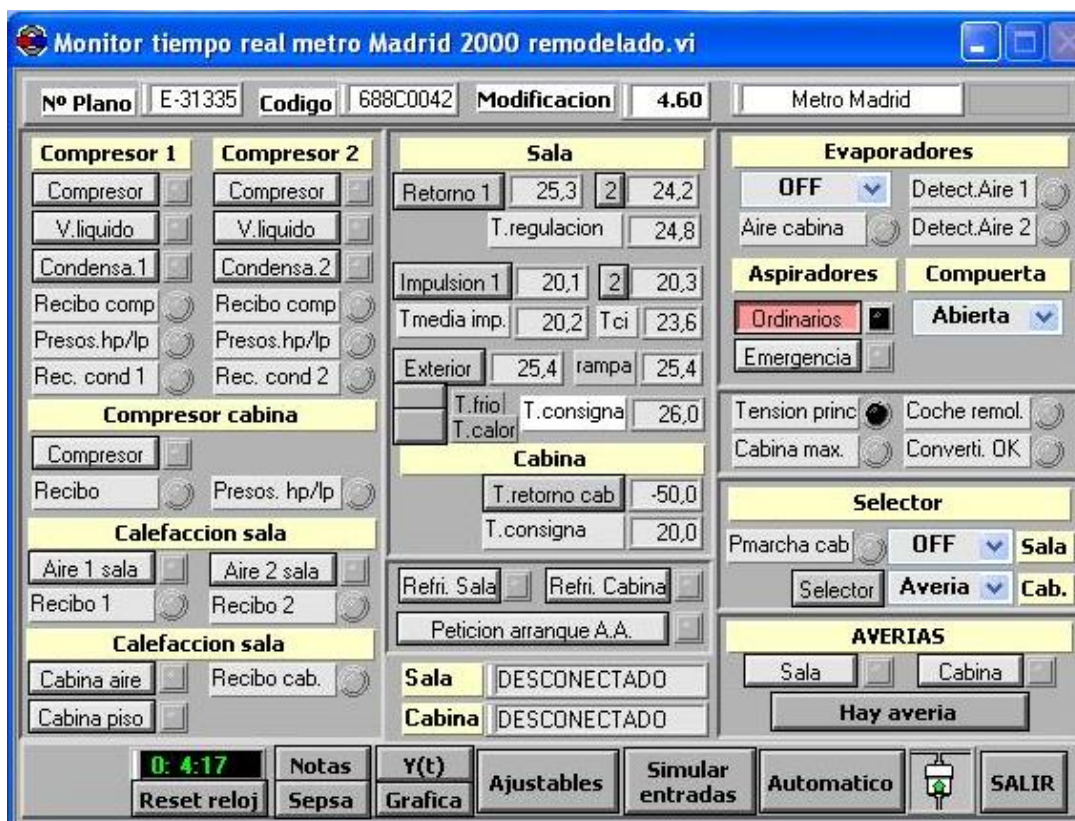 Monitor tiempo real metro Madrid 2000 remodelado.vi
Nº Plano E-31335 Codigo 688C0042 Modificacion 4.60 Metro Madrid
Compresor 1 Compresor 2
Compresor Compresor
V.liquido V.liquido
Condensa.1 Condensa.2
Recibo comp Recibo comp
Presos.hp/lp Presos.hp/lp
Rec. cond 1 Rec. cond 2
Compresor cabina
Compresor
Recibo Presos. hp/lp
Calefaccion sala
Aire 1 sala Aire 2 sala
Recibo 1 Recibo 2
Calefaccion sala
Cabina aire Recibo cab.
Cabina piso
Sala
Retorno 1 25,3 2 24,2
T.regulacion 24,8
Impulsion 1 20,1 2 20,3
Tmedia imp. 20,2 Tci 23,6
Exterior 25,4 rampa 25,4
T.frio T.consigna 26,0
T.calor
Cabina
T.retorno cab -50,0
T.consigna 20,0
Refri. Sala Refri. Cabina
Peticion arranque A.A.
Sala DESCONECTADO
Cabina DESCONECTADO
Evaporadores
OFF Detect.Aire 1
Aire cabina Detect.Aire 2
Aspiradores Compuerta
Ordinarios Abierta
Emergencia
Tension princ Coche remol.
Cabina max. Converti. OK
Selector
Pmarcha cab OFF Sala
Selector Averia Cab.
AVERIAS
Sala Cabina
Hay averia
0: 4:17 Notas Y(t) Ajustables Simular entradas Automatico SALIR
Reset reloj Sepsa Grafica